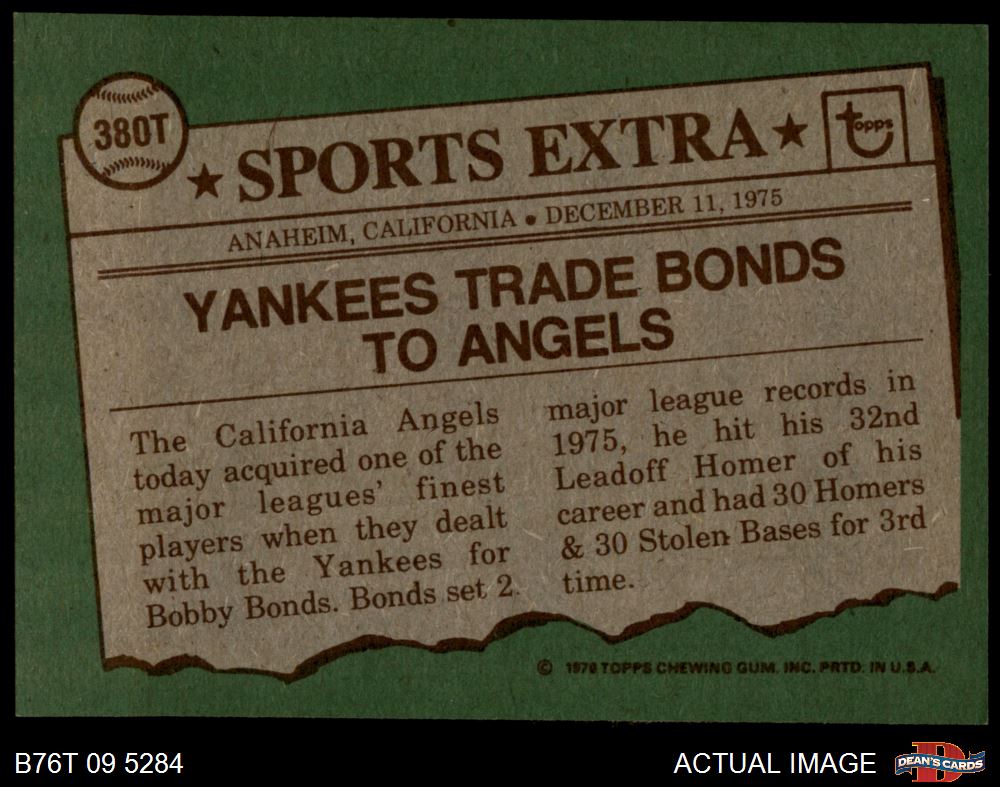 380T
★ SPORTS EXTRA ★
topps
ANAHEIM, CALIFORNIA • DECEMBER 11, 1975
YANKEES TRADE BONDS
TO ANGELS
The California Angels
today acquired one of the
major leagues' finest
players when they dealt
with the Yankees for
Bobby Bonds. Bonds set 2
major league records in
1975, he hit his 32nd
Leadoff Homer of his
career and had 30 Homers
& 30 Stolen Bases for 3rd
time.
© 1976 TOPPS CHEWING GUM. INC. PRTD. IN U.S.A.
B76T 09 5284
ACTUAL IMAGE
D
DEAN'S CARDS